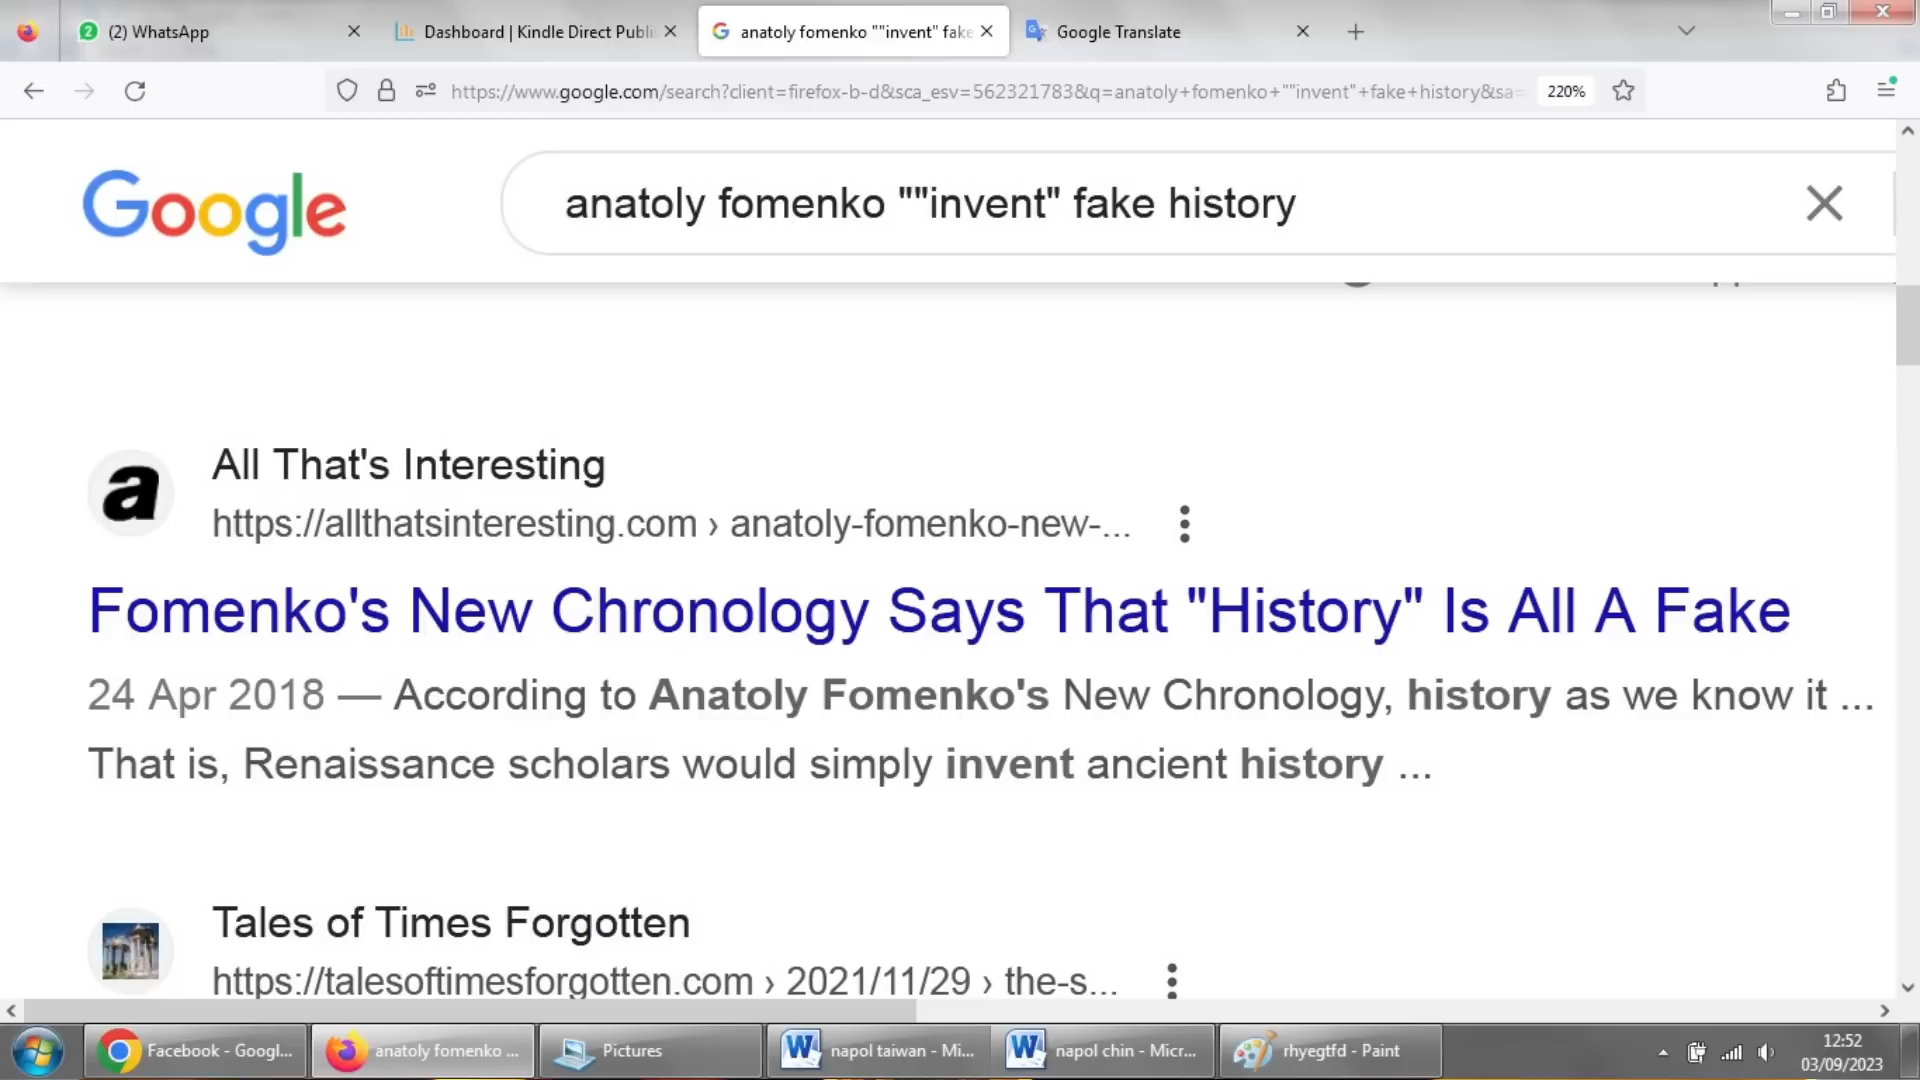 (2) WhatsApp
Dashboard | Kindle Direct Publi
anatoly fomenko ""invent" fake
Google Translate
https://www.google.com/search?client=firefox-b-d&sca_esv=562321783&q=anatoly+fomenko+""invent"+fake+history&sa=
220%
Google
anatoly fomenko ""invent" fake history
All That's Interesting
https://allthatsinteresting.com › anatoly-fomenko-new-...
Fomenko's New Chronology Says That "History" Is All A Fake
24 Apr 2018 — According to Anatoly Fomenko's New Chronology, history as we know it ...
That is, Renaissance scholars would simply invent ancient history ...
Tales of Times Forgotten
https://talesoftimesforgotten.com › 2021/11/29 › the-s...
Facebook - Googl...
anatoly fomenko ...
Pictures
napol taiwan - Mi...
napol chin - Micr...
rhyegtfd - Paint
12:52
03/09/2023